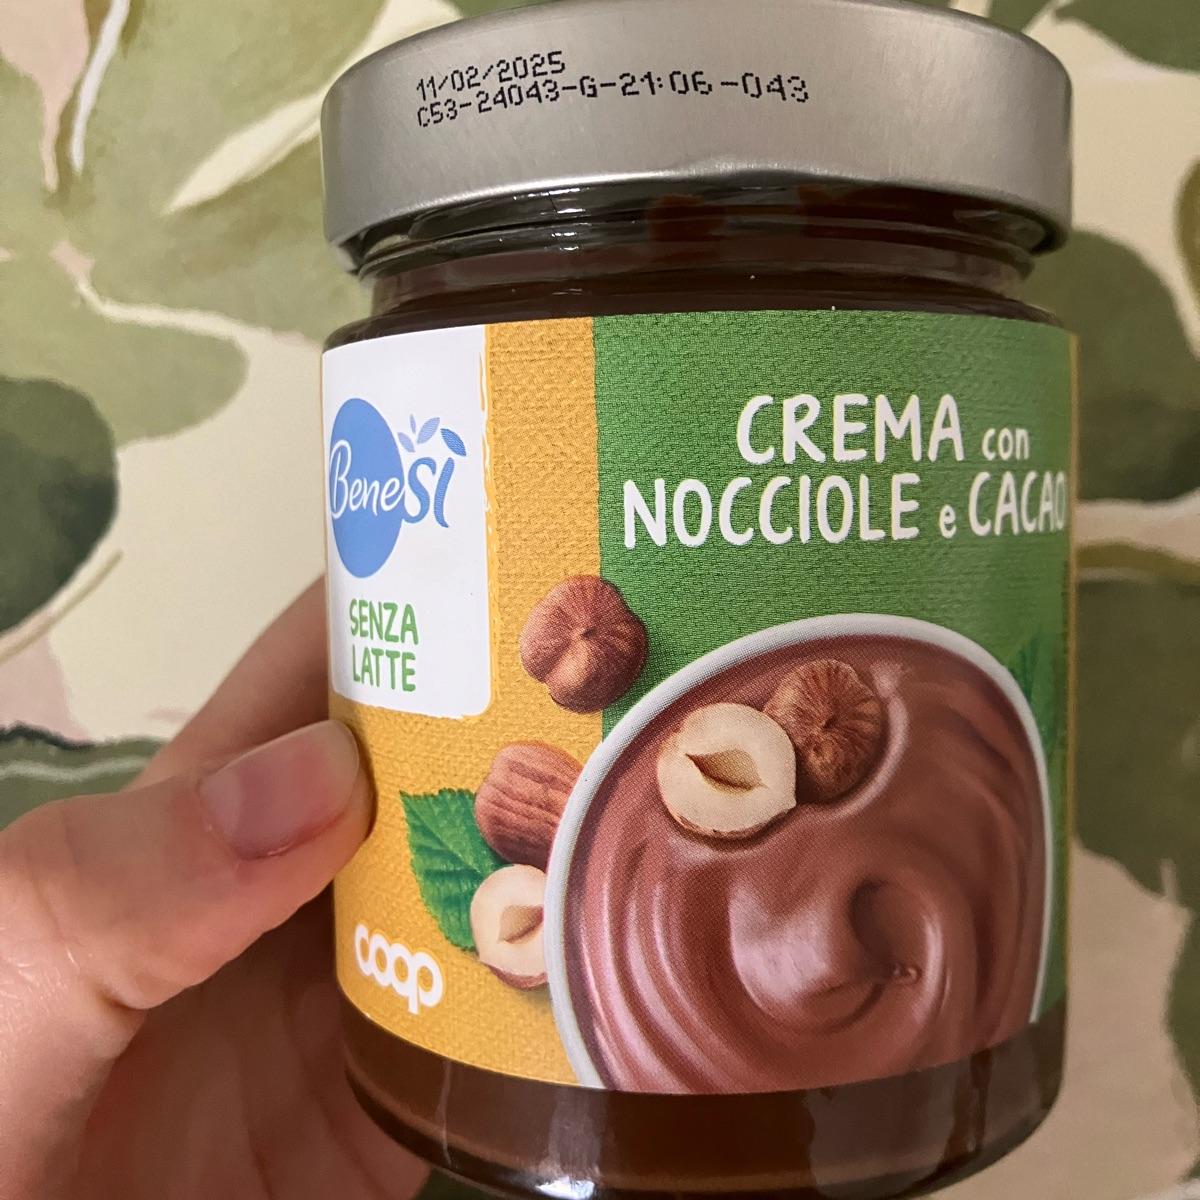 11/02/2025
C53-24043-G-21:06-043
BeneSì
SENZA
LATTE
CREMA con
NOCCIOLE e CACAO
coop